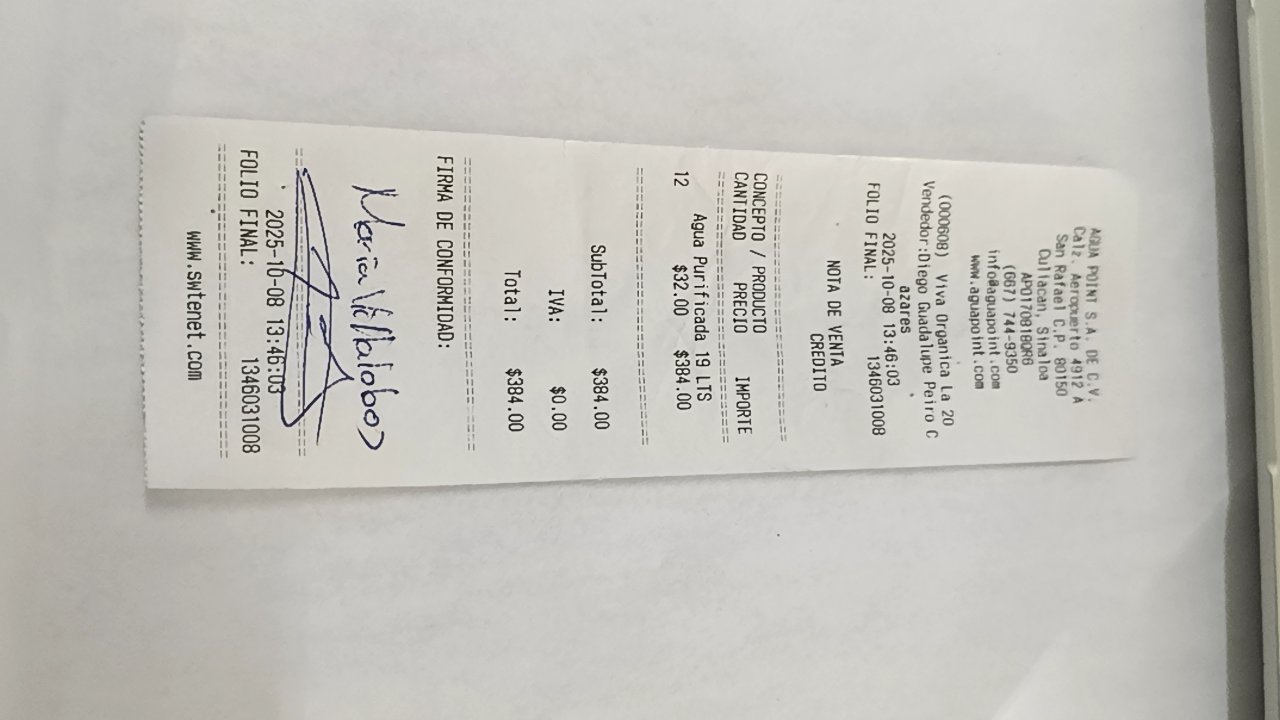 AGUA POINT S.A. DE C.V.
Calz. Aeropuerto 4912 A
San Rafael C.P. 80150
Culiacan, Sinaloa
APO170818QR6
(667) 744-9350
info@aguapoint.com
www.aguapoint.com
(000608) Viva Organica La 20
Vendedor:Diego Guadalupe Peiro C
azares
2025-10-08 13:46:03
FOLIO FINAL: 1346031008
NOTA DE VENTA
CREDITO
==============================
CONCEPTO / PRODUCTO
CANTIDAD PRECIO IMPORTE
==============================
Agua Purificada 19 LTS
12 $32.00 $384.00
==============================
SubTotal: $384.00
IVA: $0.00
Total: $384.00
==============================
FIRMA DE CONFORMIDAD:
Maria Villalobos
==============================
2025-10-08 13:46:03
FOLIO FINAL: 1346031008
==============================
www.swtenet.com